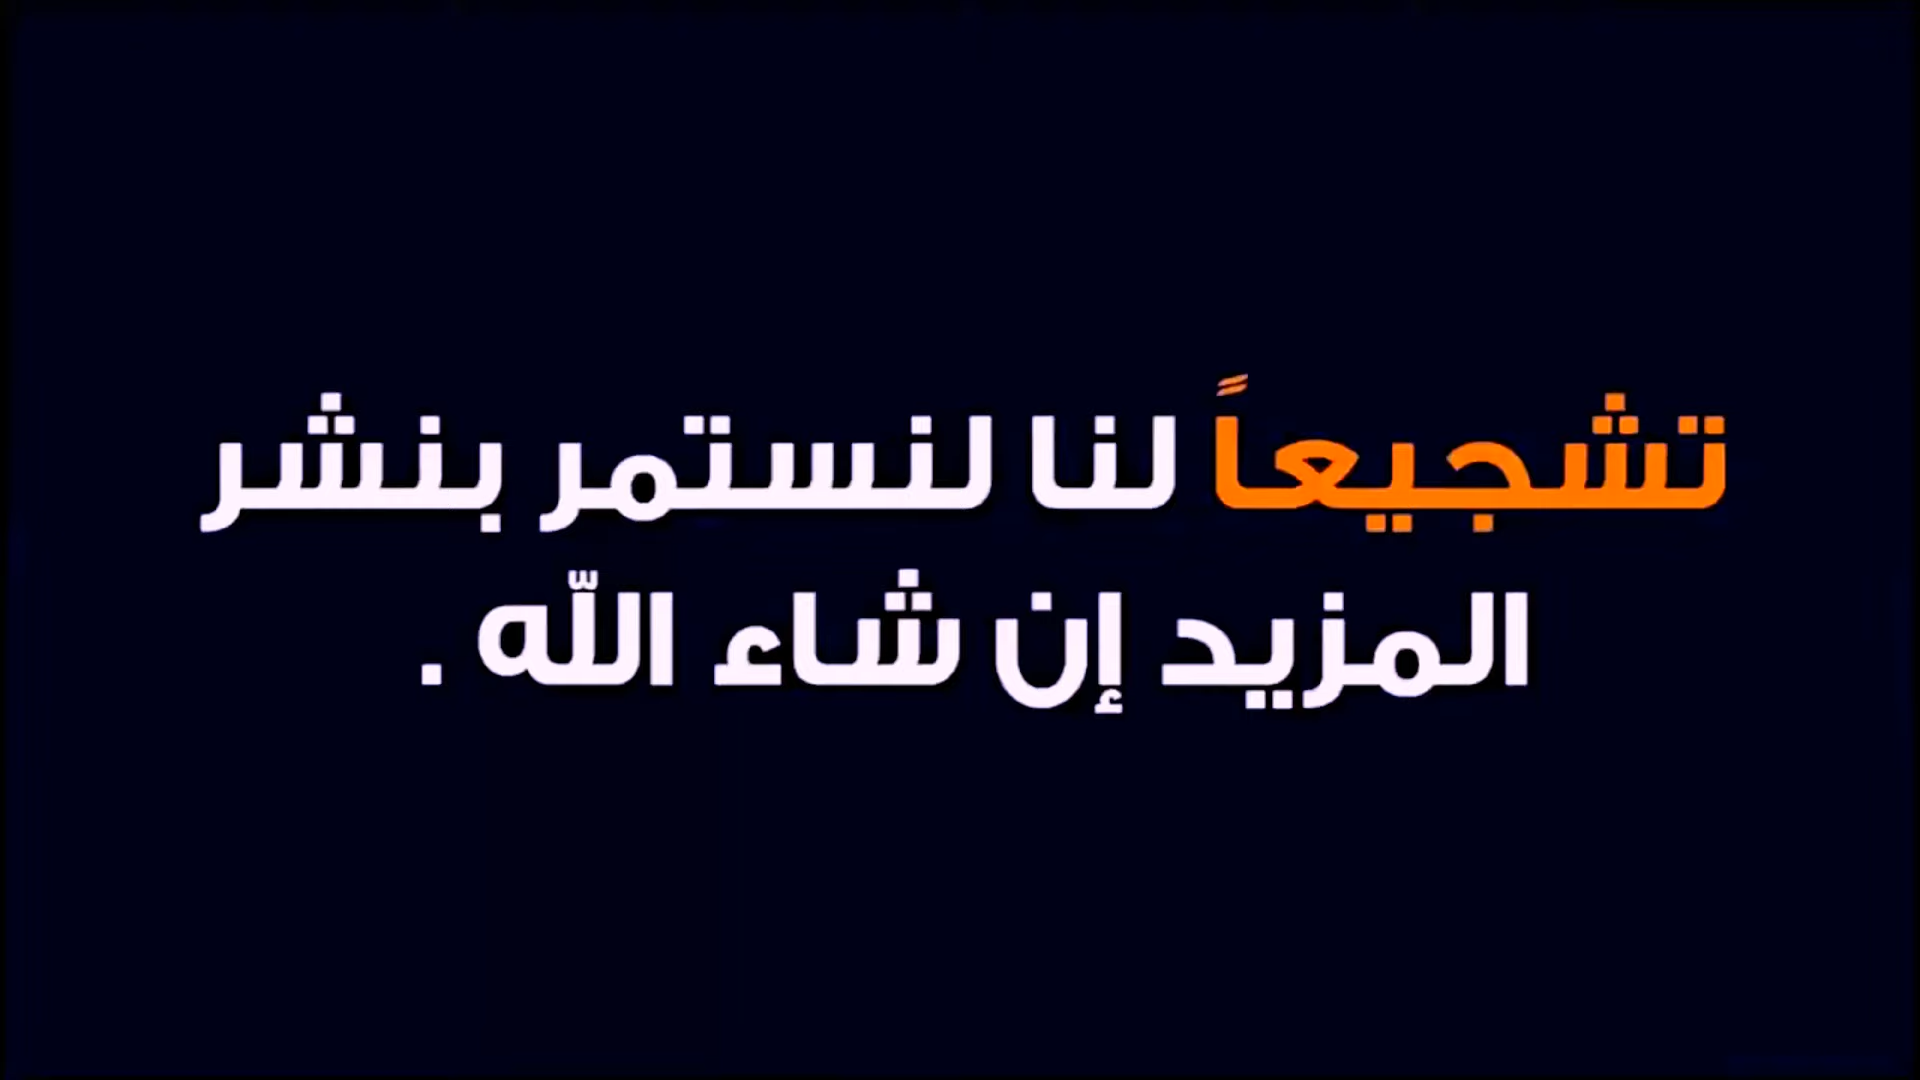 تشجيعاً لنا لنستمر بنشر
المزيد إن شاء اللّه .